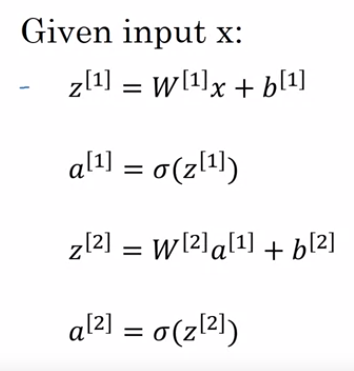 Given input x:
z[1] = W[1]x + b[1]
a[1] = σ(z[1])
z[2] = W[2]a[1] + b[2]
a[2] = σ(z[2])